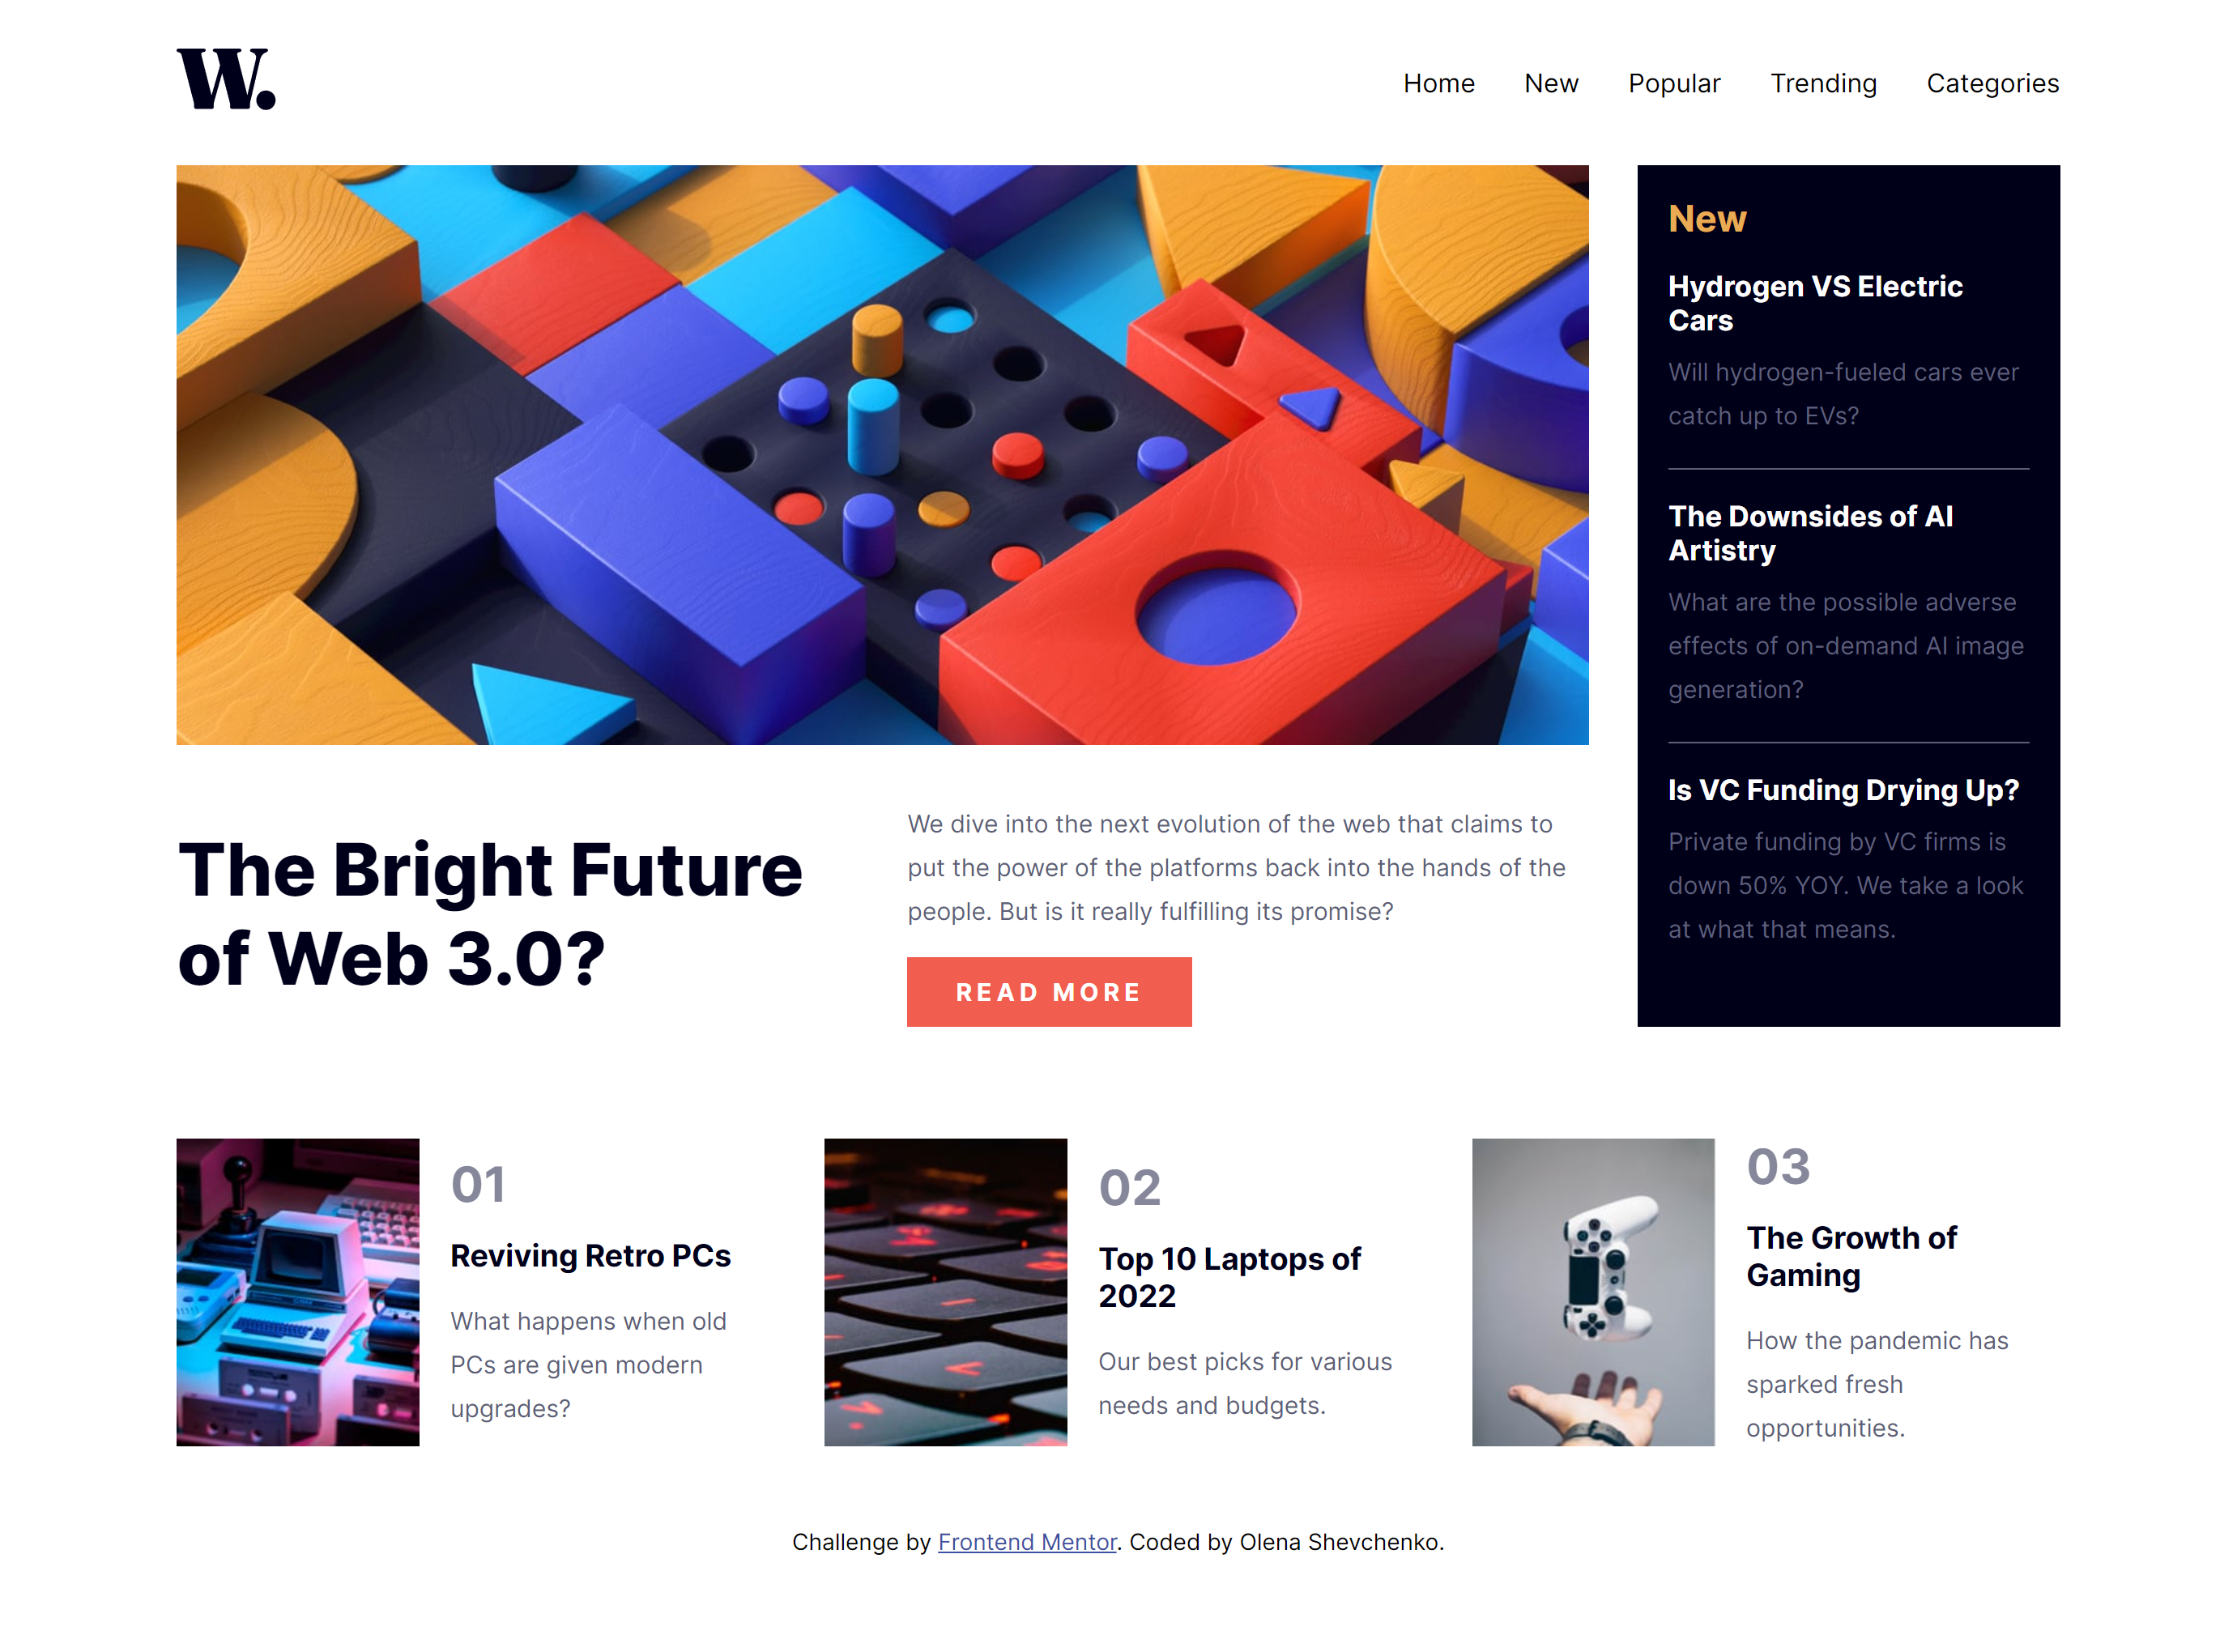 W.
Home New Popular Trending Categories
New
Hydrogen VS Electric
Cars
Will hydrogen-fueled cars ever
catch up to EVs?
The Downsides of AI
Artistry
What are the possible adverse
effects of on-demand AI image
generation?
Is VC Funding Drying Up?
Private funding by VC firms is
down 50% YOY. We take a look
at what that means.
The Bright Future
of Web 3.0?
We dive into the next evolution of the web that claims to
put the power of the platforms back into the hands of the
people. But is it really fulfilling its promise?
READ MORE
01
Reviving Retro PCs
What happens when old
PCs are given modern
upgrades?
02
Top 10 Laptops of
2022
Our best picks for various
needs and budgets.
03
The Growth of
Gaming
How the pandemic has
sparked fresh
opportunities.
Challenge by Frontend Mentor. Coded by Olena Shevchenko.